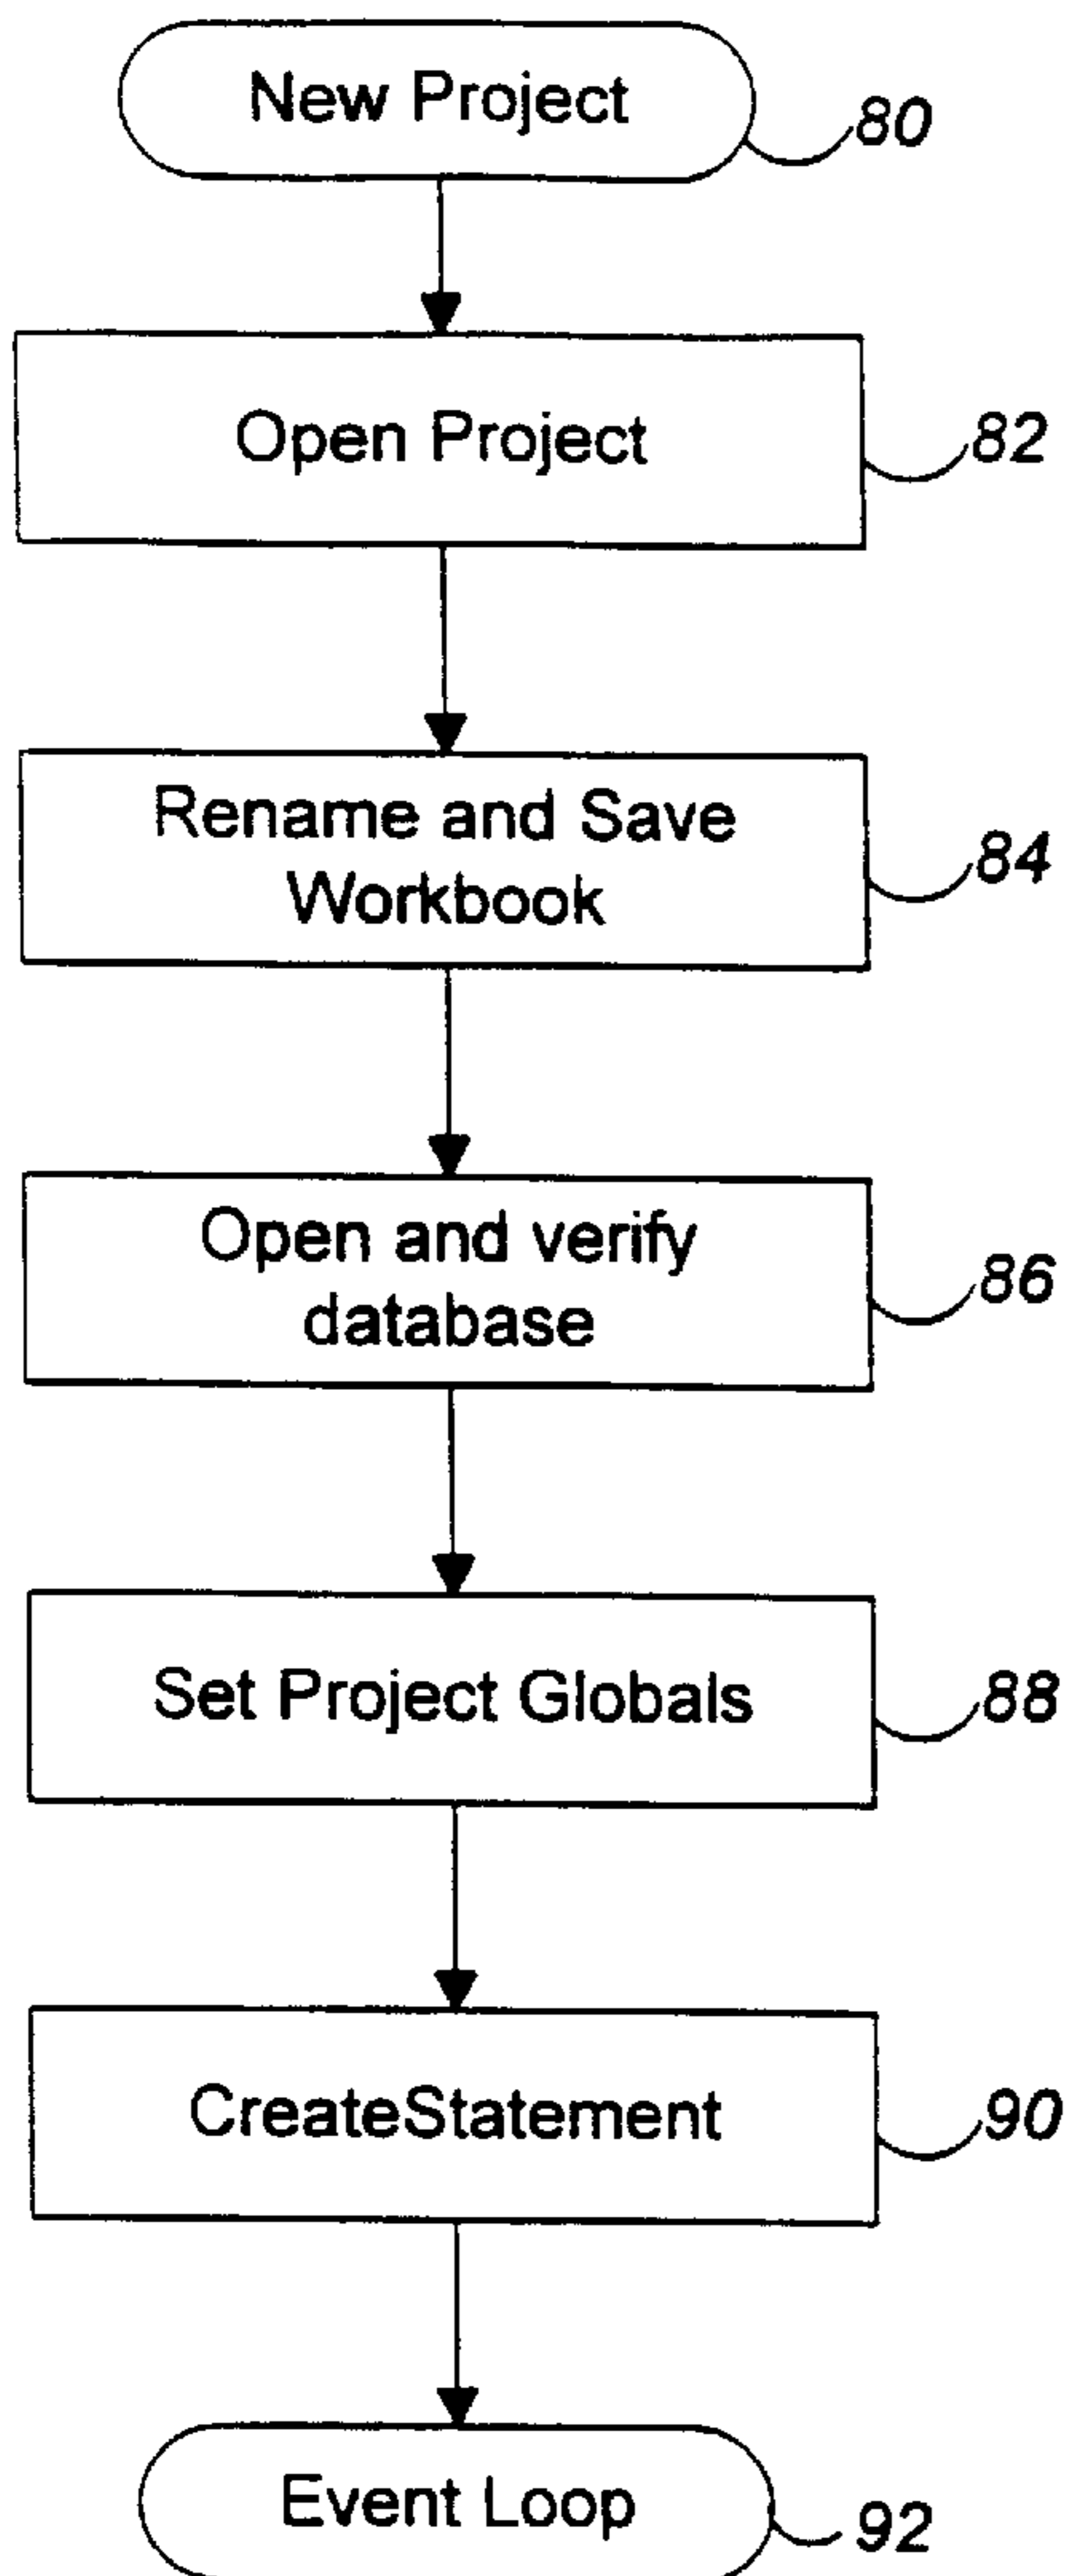 New Project
80
Open Project
82
Rename and Save
Workbook
84
Open and verify
database
86
Set Project Globals
88
CreateStatement
90
Event Loop
92